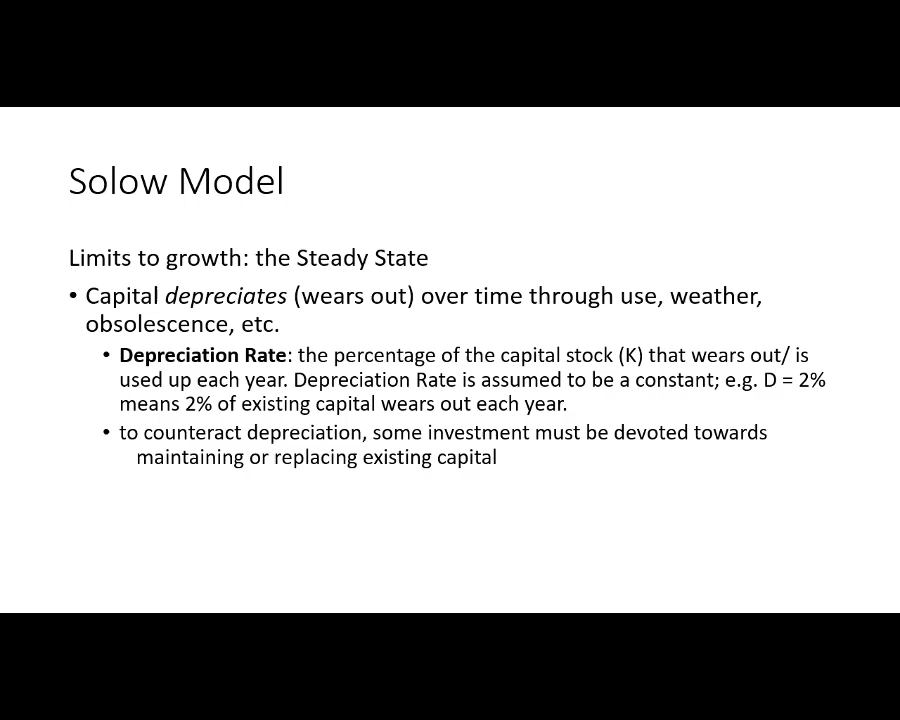 Solow Model
Limits to growth: the Steady State
• Capital depreciates (wears out) over time through use, weather,
obsolescence, etc.
• Depreciation Rate: the percentage of the capital stock (K) that wears out/ is
used up each year. Depreciation Rate is assumed to be a constant; e.g. D = 2%
means 2% of existing capital wears out each year.
• to counteract depreciation, some investment must be devoted towards
maintaining or replacing existing capital